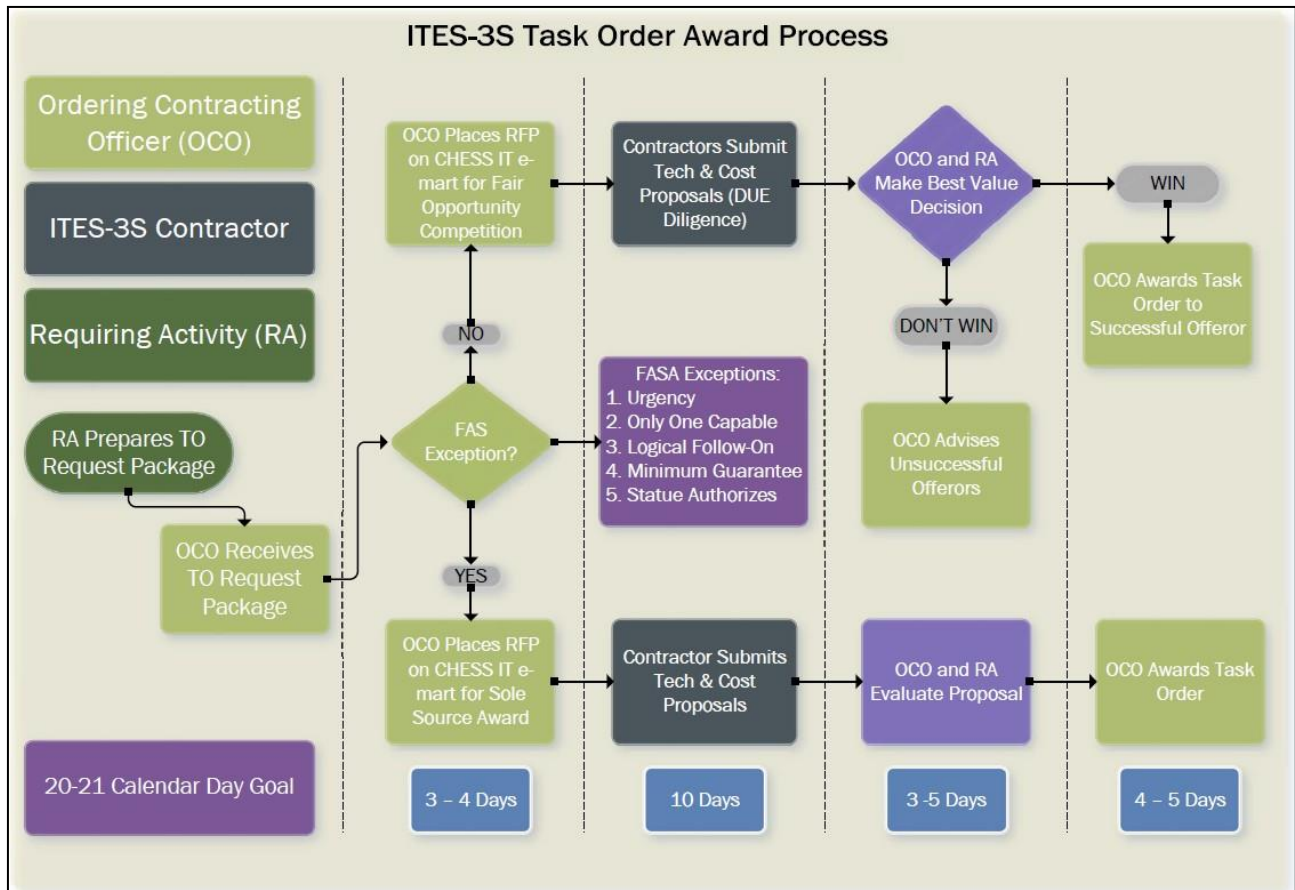 ITES-3S Task Order Award Process
Ordering Contracting
Officer (OCO)
ITES-3S Contractor
Requiring Activity (RA)
RA Prepares TO
Request Package
OCO Receives
TO Request
Package
20-21 Calendar Day Goal
OCO Places RFP
on CHESS IT e-
mart for Fair
Opportunity
Competition
NO
FAS
Exception?
YES
OCO Places RFP
on CHESS IT e-
mart for Sole
Source Award
3 – 4 Days
Contractors Submit
Tech & Cost
Proposals (DUE
Diligence)
FASA Exceptions:
1. Urgency
2. Only One Capable
3. Logical Follow-On
4. Minimum Guarantee
5. Statue Authorizes
Contractor Submits
Tech & Cost
Proposals
10 Days
OCO and RA
Make Best Value
Decision
DON'T WIN
OCO Advises
Unsuccessful
Offerors
OCO and RA
Evaluate Proposal
3 -5 Days
WIN
OCO Awards Task
Order to
Successful Offeror
OCO Awards Task
Order
4 – 5 Days